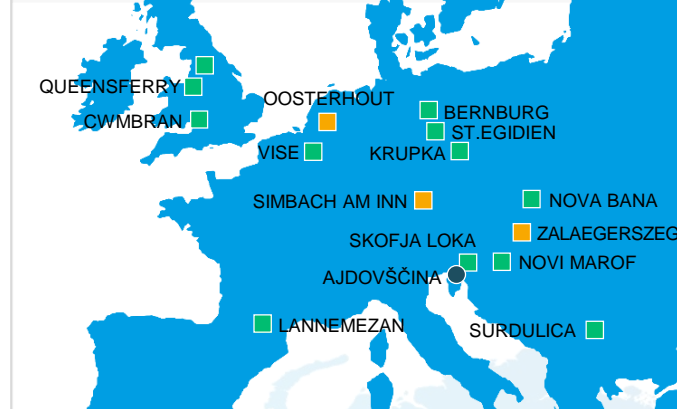 QUEENSFERRY
OOSTERHOUT
BERNBURG
CWMBRAN
ST.EGIDIEN
VISE
KRUPKA
SIMBACH AM INN
NOVA BANA
ZALAEGERSZEG
SKOFJA LOKA
NOVI MAROF
AJDOVŠČINA
LANNEMEZAN
SURDULICA